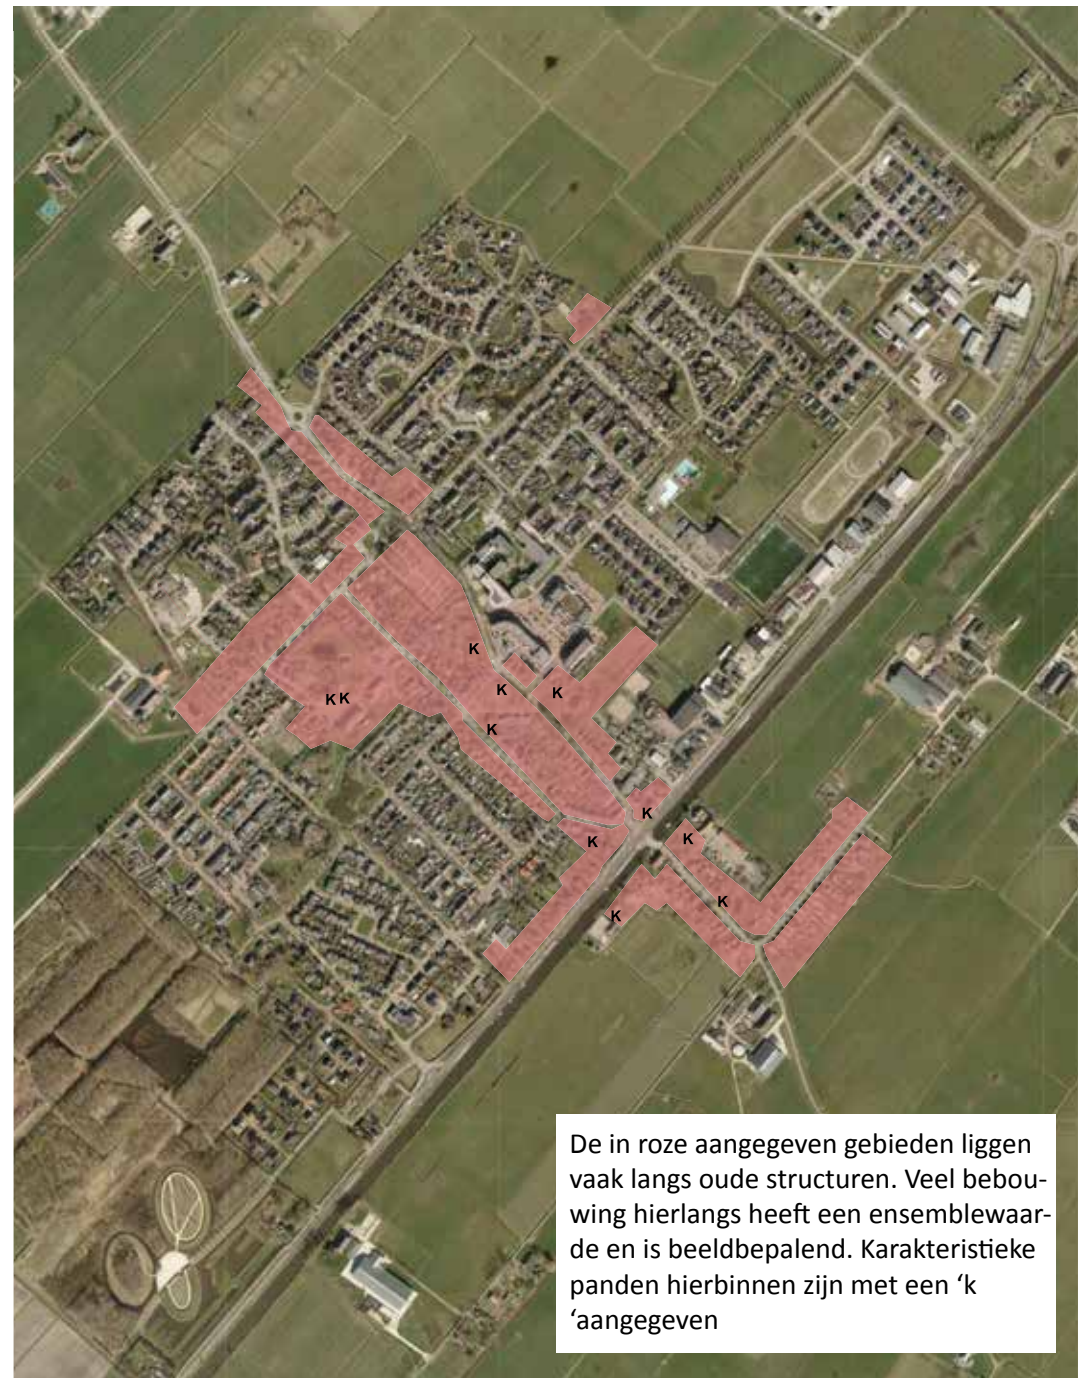 K
K
K K
K
K
K
K
K
K
K
De in roze aangegeven gebieden liggen
vaak langs oude structuren. Veel bebou-
wing hierlangs heeft een ensemblewaar-
de en is beeldbepalend. Karakteristieke
panden hierbinnen zijn met een ‘k
‘aangegeven